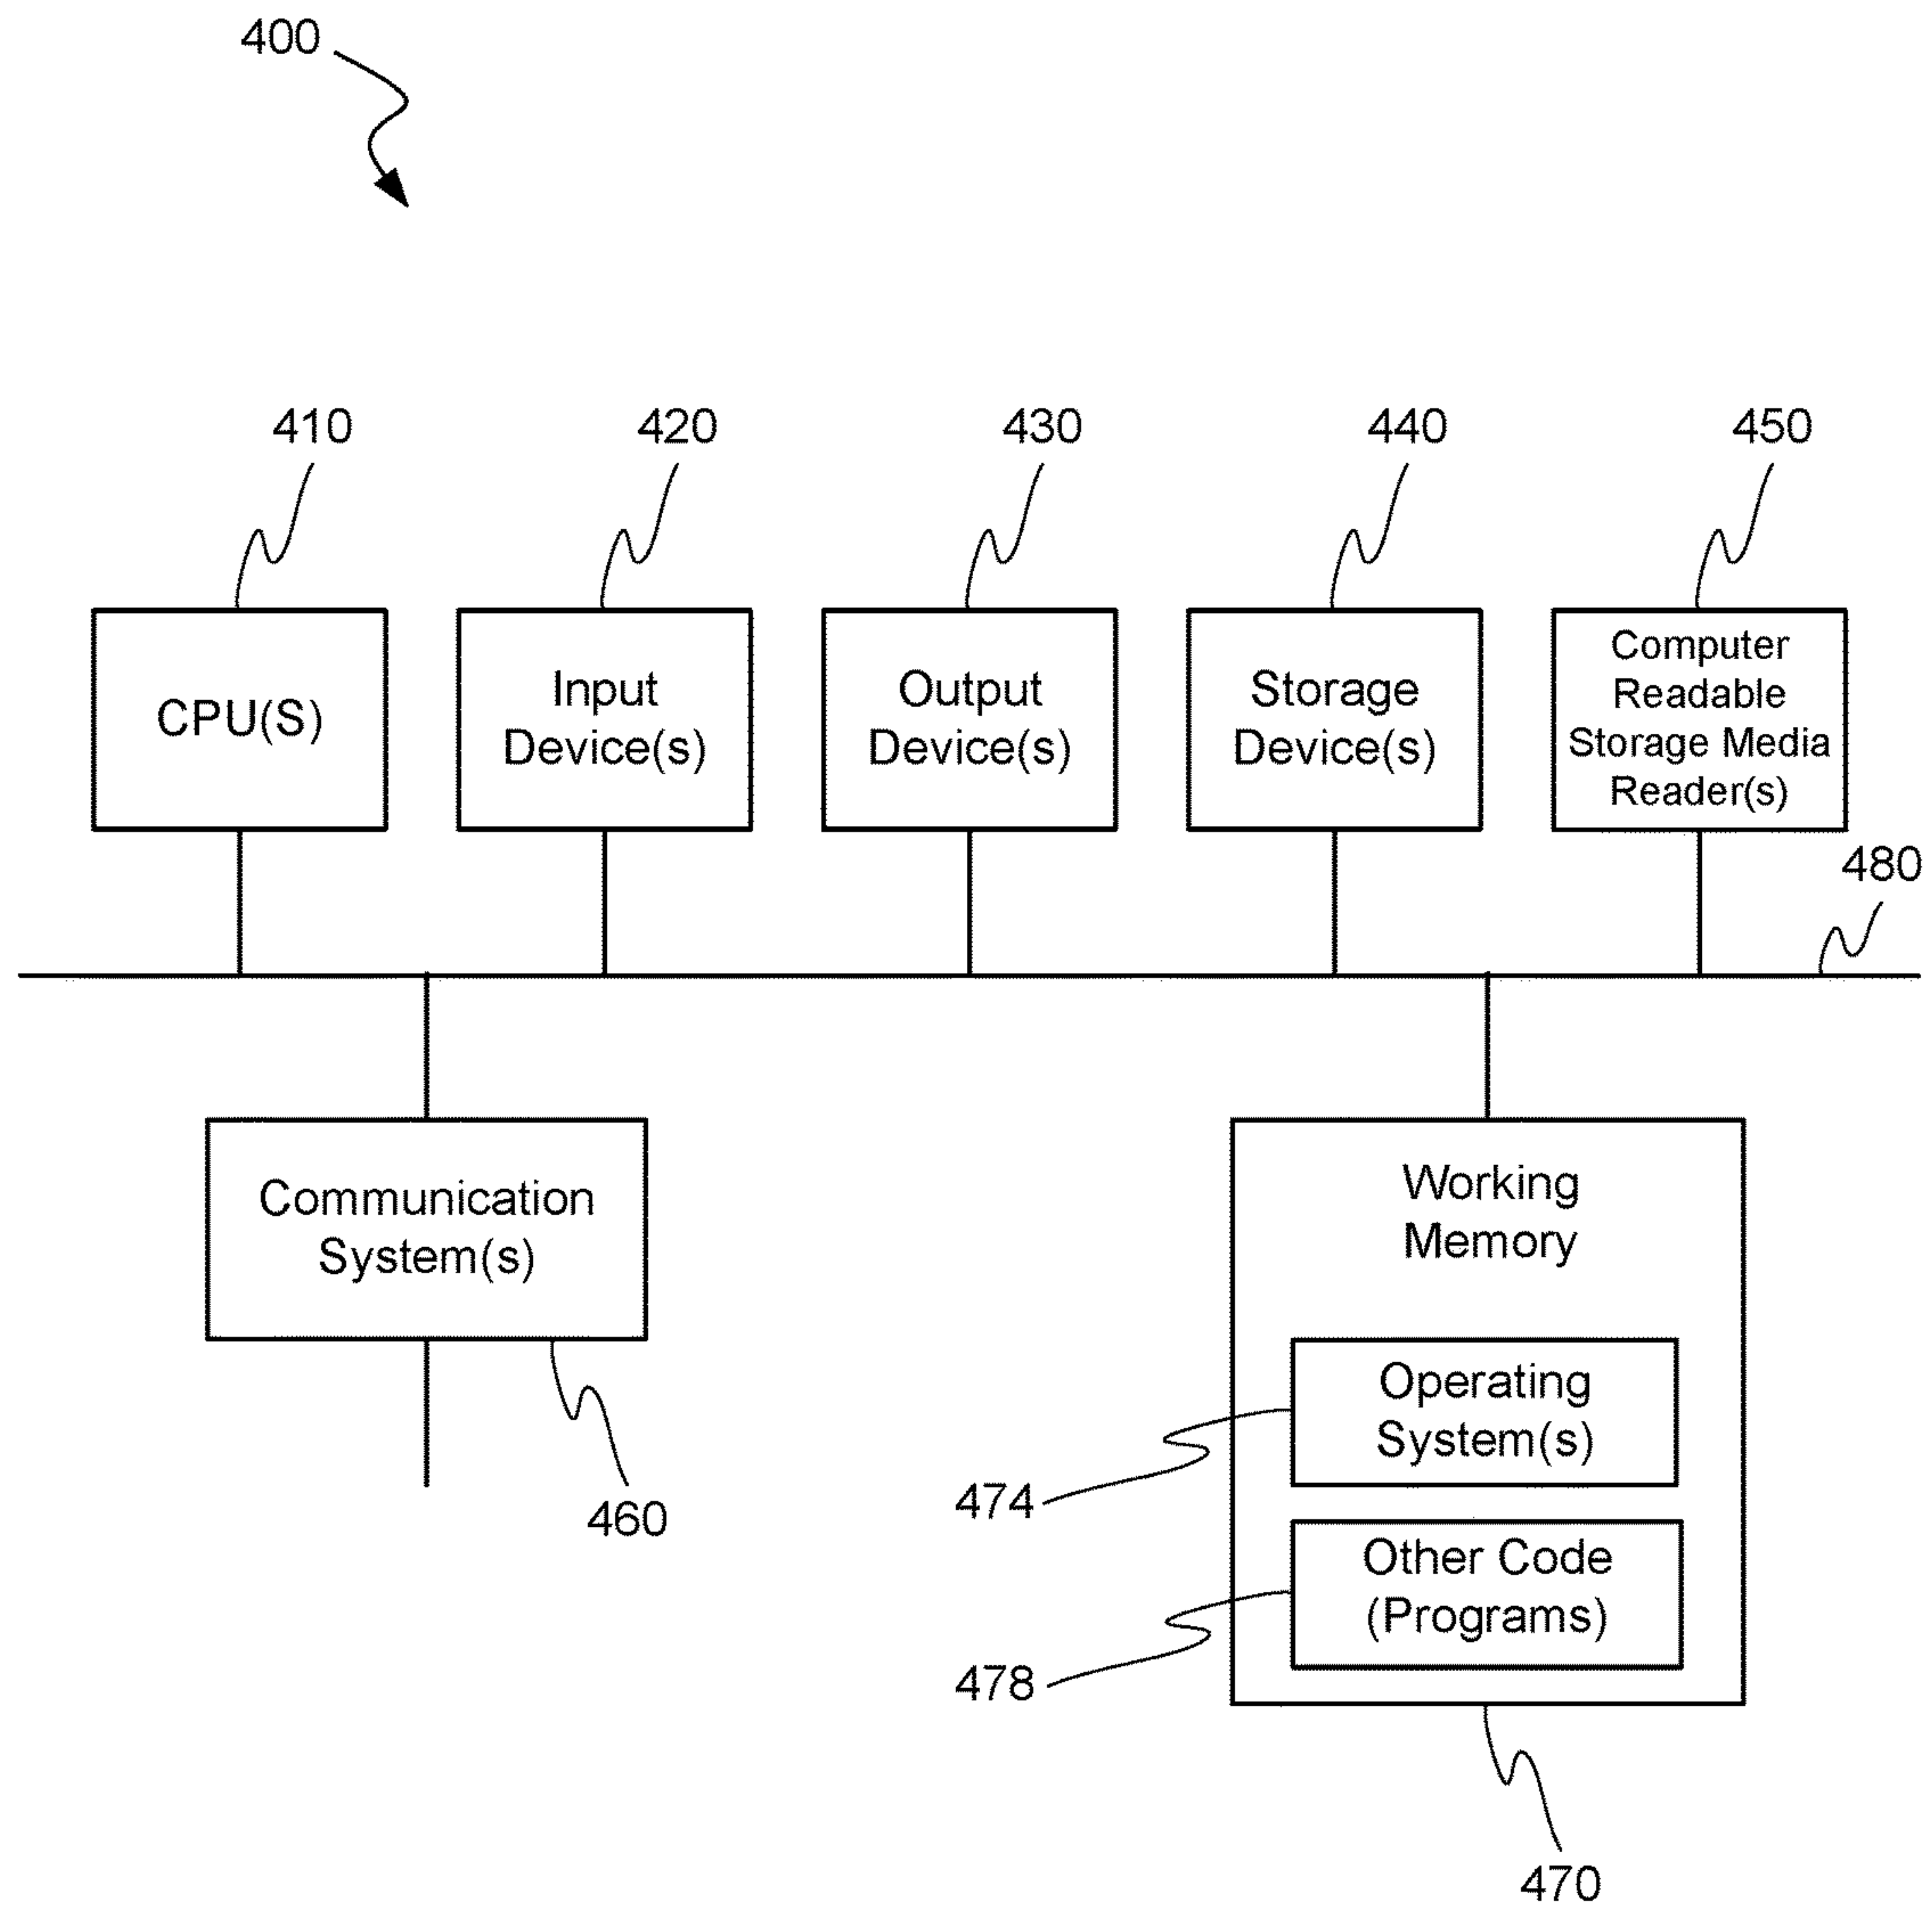 400
410
420
430
440
450
CPU(S)
Input
Device(s)
Output
Device(s)
Storage
Device(s)
Computer
Readable
Storage Media
Reader(s)
480
Communication
System(s)
460
Working
Memory
Operating
System(s)
474
Other Code
(Programs)
478
470